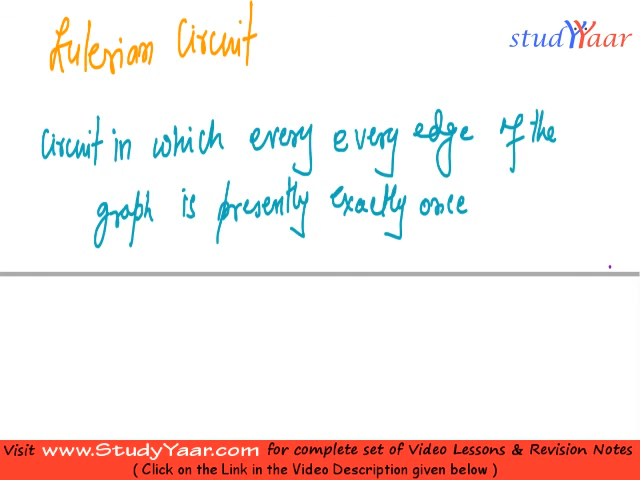 Eulerian Circuit
studYYaar
Circuit in which every every edge of the
graph is presently exactly once
Visit www.StudyYaar.com for complete set of Video Lessons & Revision Notes
( Click on the Link in the Video Description given below )